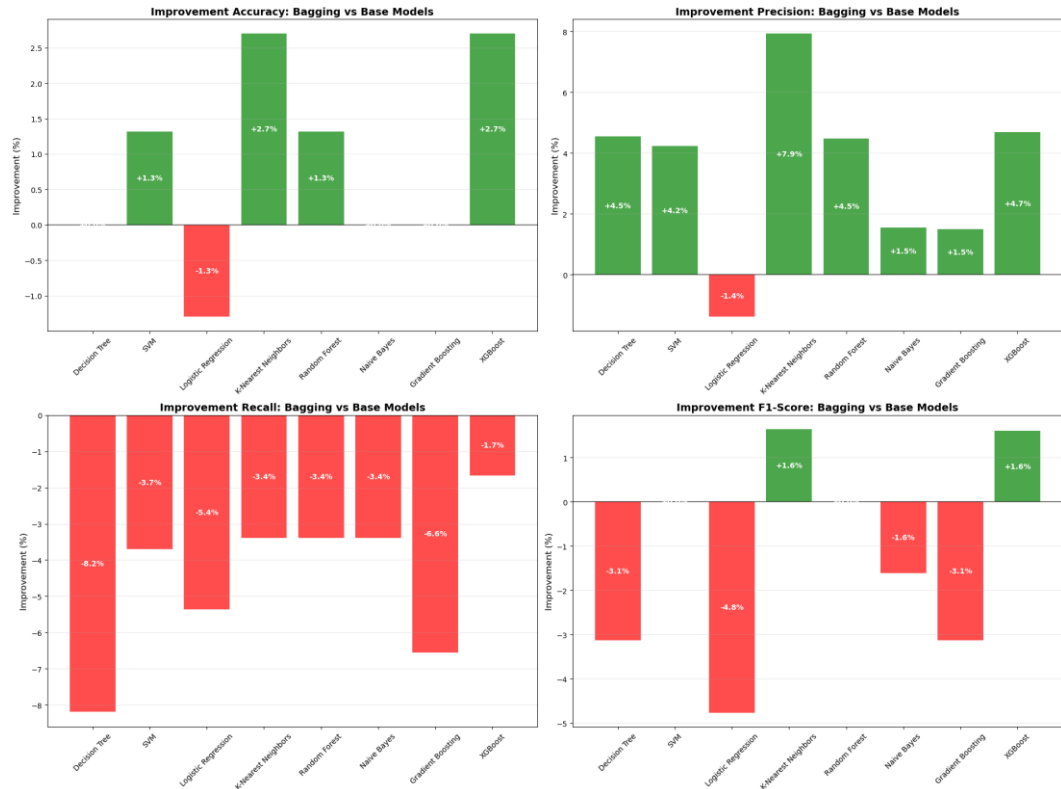 Improvement Accuracy: Bagging vs Base Models
Improvement (%)
2.5
2.0
1.5
1.0
0.5
0.0
−0.5
−1.0
+1.3%
-1.3%
+2.7%
+1.3%
+2.7%
Decision Tree
SVM
Logistic Regression
K-Nearest Neighbors
Random Forest
Naive Bayes
Gradient Boosting
XGBoost
Improvement Precision: Bagging vs Base Models
Improvement (%)
8
6
4
2
0
+4.5%
+4.2%
-1.4%
+7.9%
+4.5%
+1.5%
+1.5%
+4.7%
Decision Tree
SVM
Logistic Regression
K-Nearest Neighbors
Random Forest
Naive Bayes
Gradient Boosting
XGBoost
Improvement Recall: Bagging vs Base Models
Improvement (%)
0
−1
−2
−3
−4
−5
−6
−7
−8
-8.2%
-3.7%
-5.4%
-3.4%
-3.4%
-3.4%
-6.6%
-1.7%
Decision Tree
SVM
Logistic Regression
K-Nearest Neighbors
Random Forest
Naive Bayes
Gradient Boosting
XGBoost
Improvement F1-Score: Bagging vs Base Models
Improvement (%)
1
0
−1
−2
−3
−4
−5
-3.1%
-4.8%
+1.6%
-1.6%
-3.1%
+1.6%
Decision Tree
SVM
Logistic Regression
K-Nearest Neighbors
Random Forest
Naive Bayes
Gradient Boosting
XGBoost